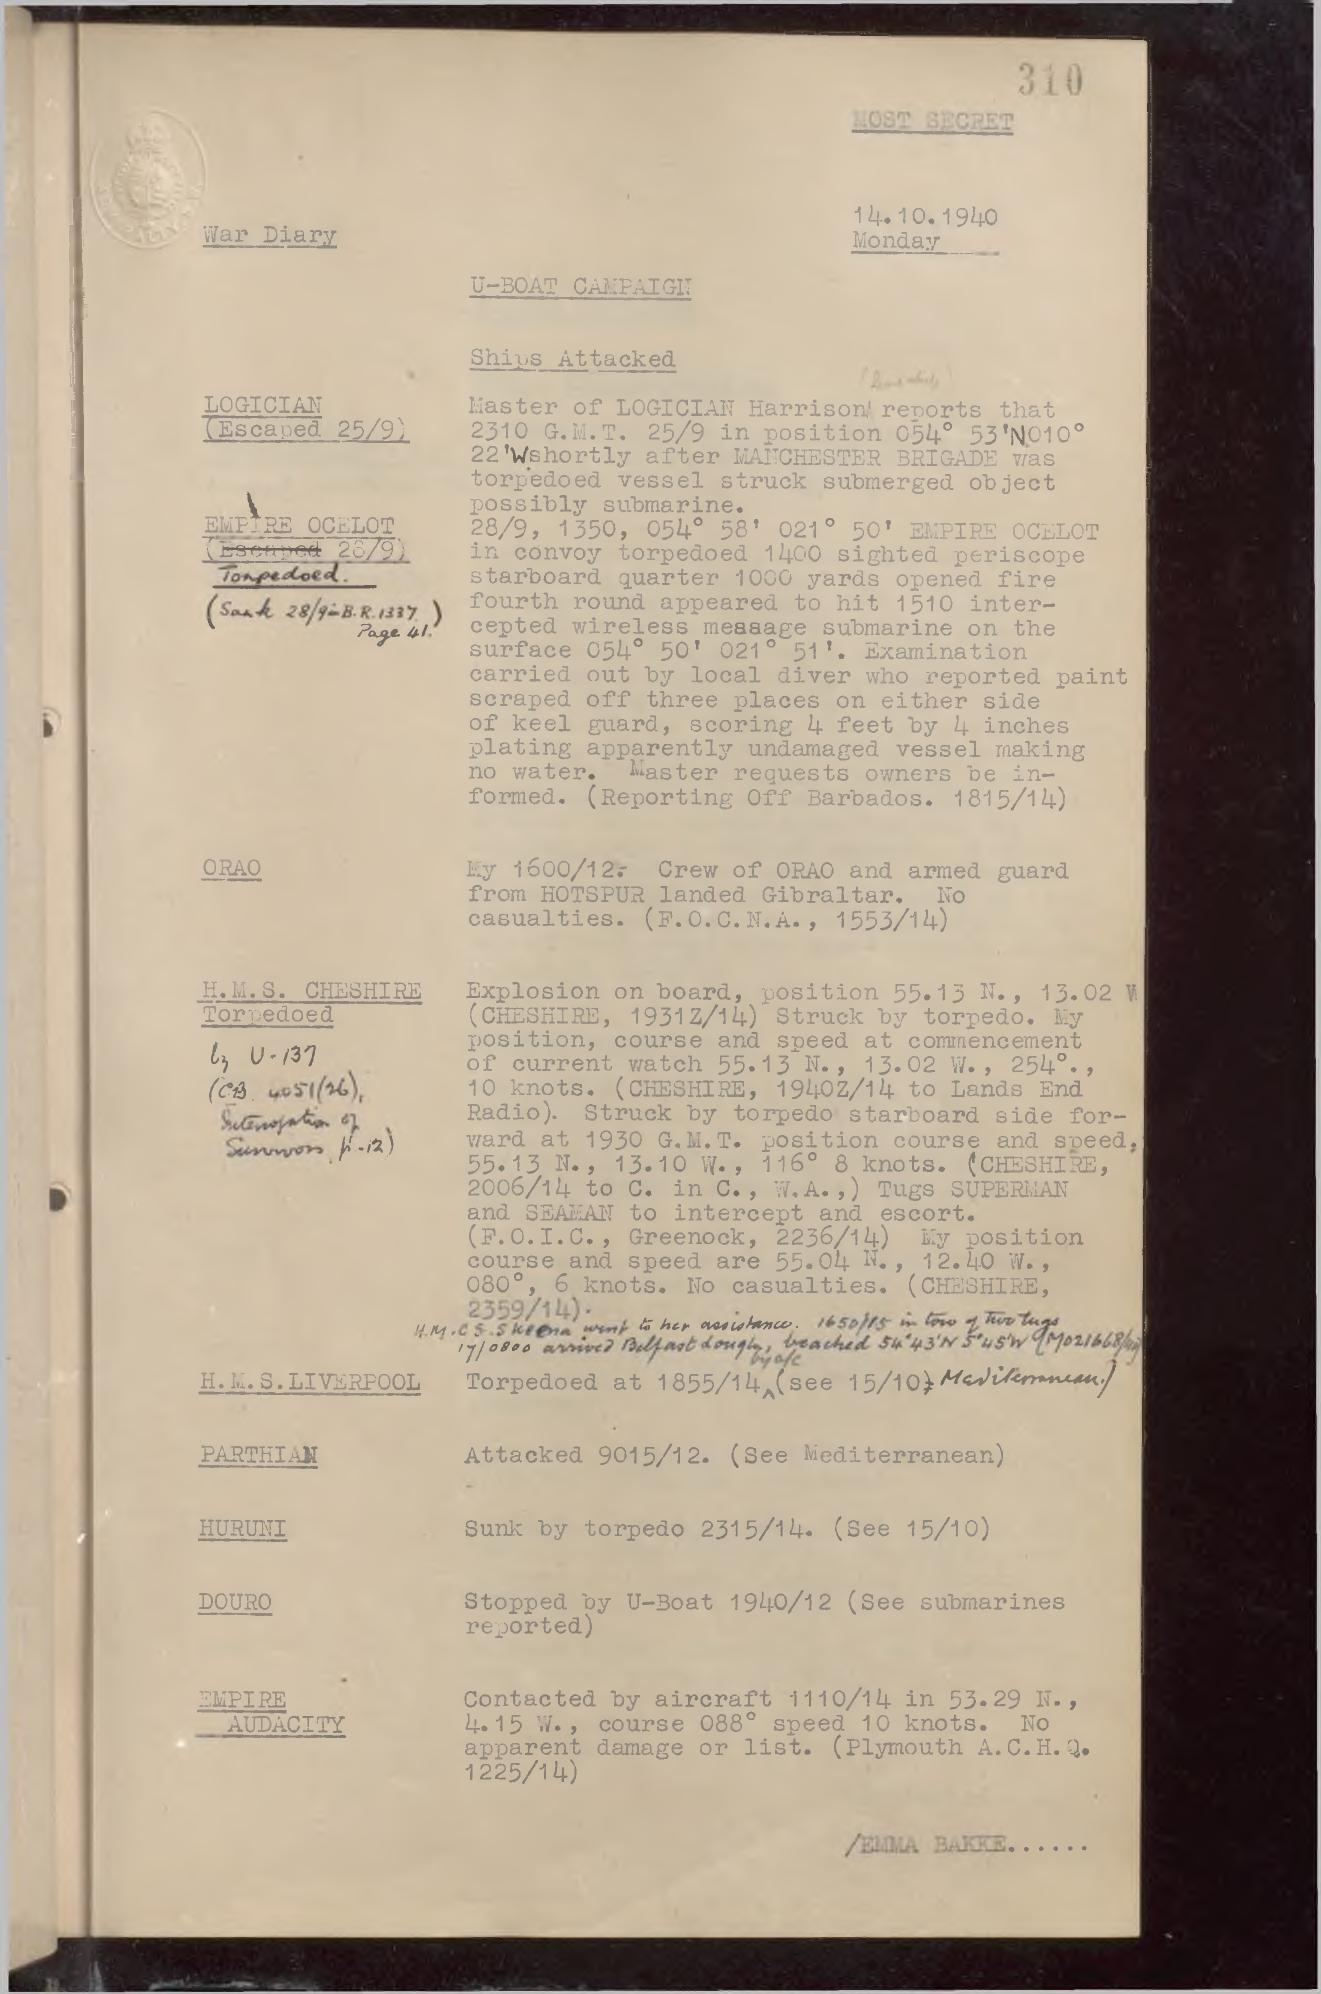 310
MOST SECRET
14.10.1940
War Diary
Monday
U-BOAT CAMPAIGN
Ships Attacked
LOGICIAN
(Escaped 25/9)
Master of LOGICIAN Harrison reports that
2310 G.M.T. 25/9 in position 054° 53'N010°
22'Wshortly after MANCHESTER BRIGADE was
torpedoed vessel struck submerged object
possibly submarine.
EMPIRE OCELOT
(Escaped 28/9)
Torpedoed.
(Sank 28/9-B.R.1337
Page 41.)
28/9, 1350, 054° 58' 021° 50' EMPIRE OCELOT
in convoy torpedoed 1400 sighted periscope
starboard quarter 1000 yards opened fire
fourth round appeared to hit 1510 inter-
cepted wireless meaaage submarine on the
surface 054° 50' 021° 51'. Examination
carried out by local diver who reported paint
scraped off three places on either side
of keel guard, scoring 4 feet by 4 inches
plating apparently undamaged vessel making
no water. Master requests owners be in-
formed. (Reporting Off Barbados. 1815/14)
ORAO
My 1600/12:- Crew of ORAO and armed guard
from HOTSPUR landed Gibraltar. No
casualties. (F.O.C.N.A., 1553/14)
H.M.S. CHESHIRE
Torpedoed
by U-137
(CB 4051(26),
Interrogation of
Survivors, p.12)
Explosion on board, position 55.13 N., 13.02 W
(CHESHIRE, 1931Z/14) Struck by torpedo. My
position, course and speed at commencement
of current watch 55.13 N., 13.02 W., 254°.,
10 knots. (CHESHIRE, 1940Z/14 to Lands End
Radio). Struck by torpedo starboard side for-
ward at 1930 G.M.T. position course and speed,
55.13 N., 13.10 W., 116° 8 knots. (CHESHIRE,
2006/14 to C. in C., W.A.,) Tugs SUPERMAN
and SEAMAN to intercept and escort.
(F.O.I.C., Greenock, 2236/14) My position
course and speed are 55.04 N., 12.40 W.,
080°, 6 knots. No casualties. (CHESHIRE,
2359/14).
H.M.C.S. Skeena went to her assistance. 1650/15 in tow of two tugs
17/0800 arrived Belfast Lough, beached 54°43'N 5°45'W (M021668/40)
H.M.S.LIVERPOOL
Torpedoed at 1855/14 by a/c (see 15/10) Mediterranean.)
PARTHIAN
Attacked 9015/12. (See Mediterranean)
HURUNI
Sunk by torpedo 2315/14. (See 15/10)
DOURO
Stopped by U-Boat 1940/12 (See submarines
reported)
EMPIRE
AUDACITY
Contacted by aircraft 1110/14 in 53.29 N.,
4.15 W., course 088° speed 10 knots. No
apparent damage or list. (Plymouth A.C.H.Q.
1225/14)
/EMMA BAKKE......